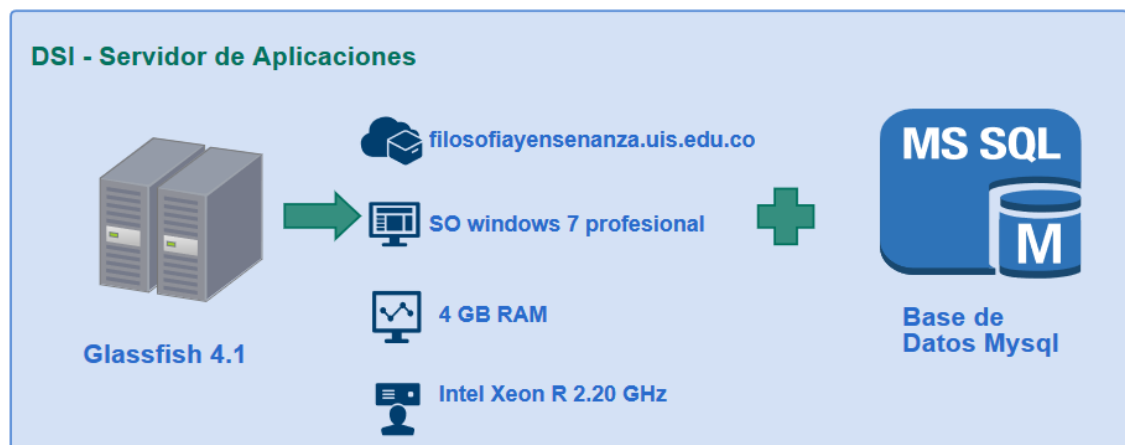 DSI - Servidor de Aplicaciones
filosofiayensenanza.uis.edu.co
SO windows 7 profesional
4 GB RAM
Intel Xeon R 2.20 GHz
Glassfish 4.1
MS SQL
M
Base de
Datos Mysql